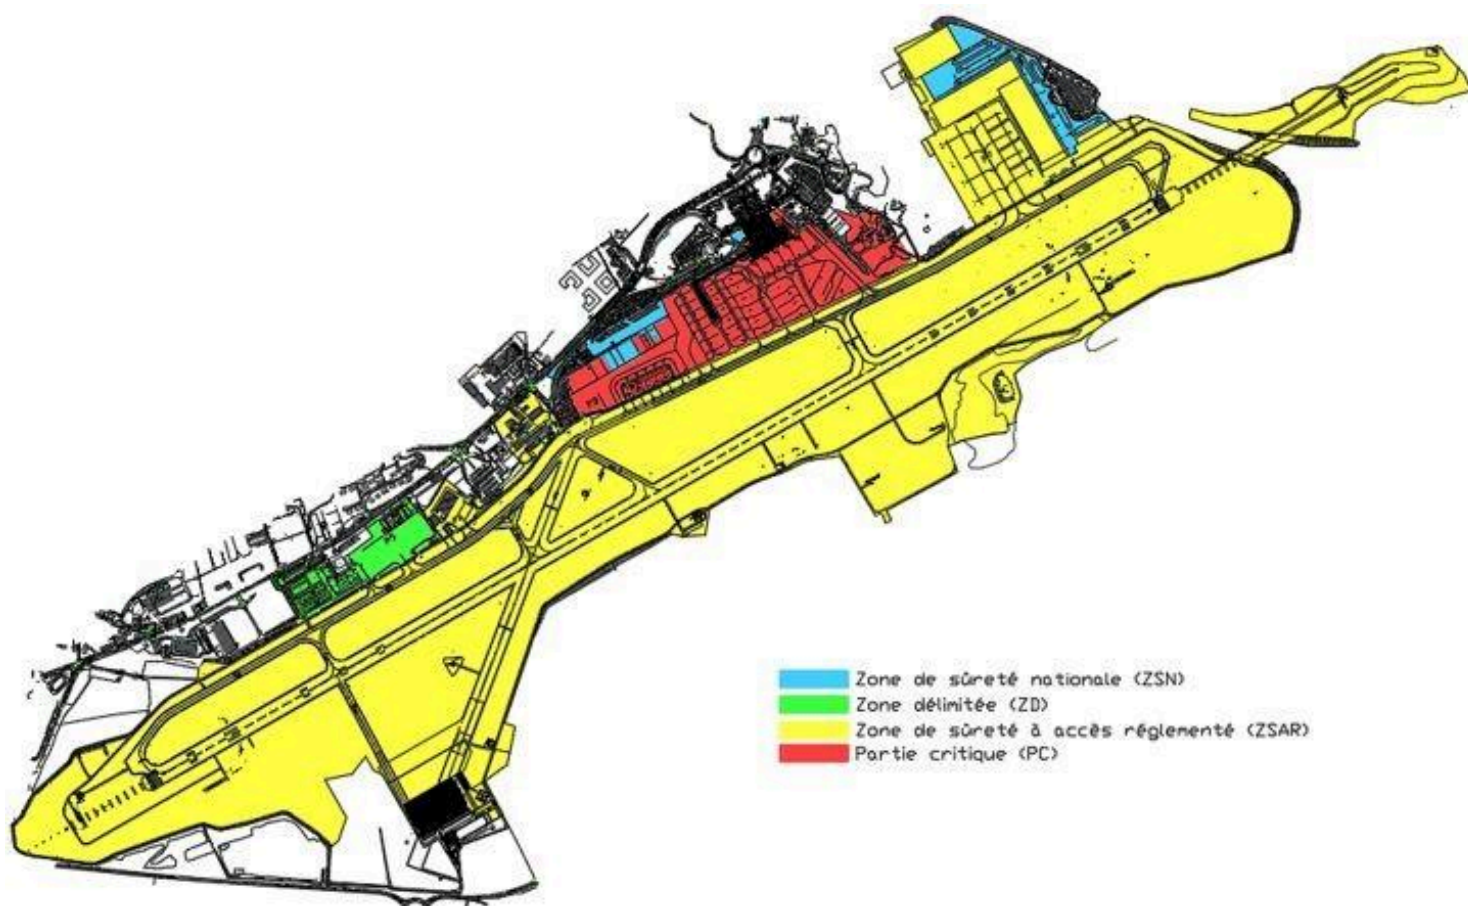 Zone de sûreté nationale (ZSN)
Zone délimitée (ZD)
Zone de sûreté à accès réglementé (ZSAR)
Partie critique (PC)